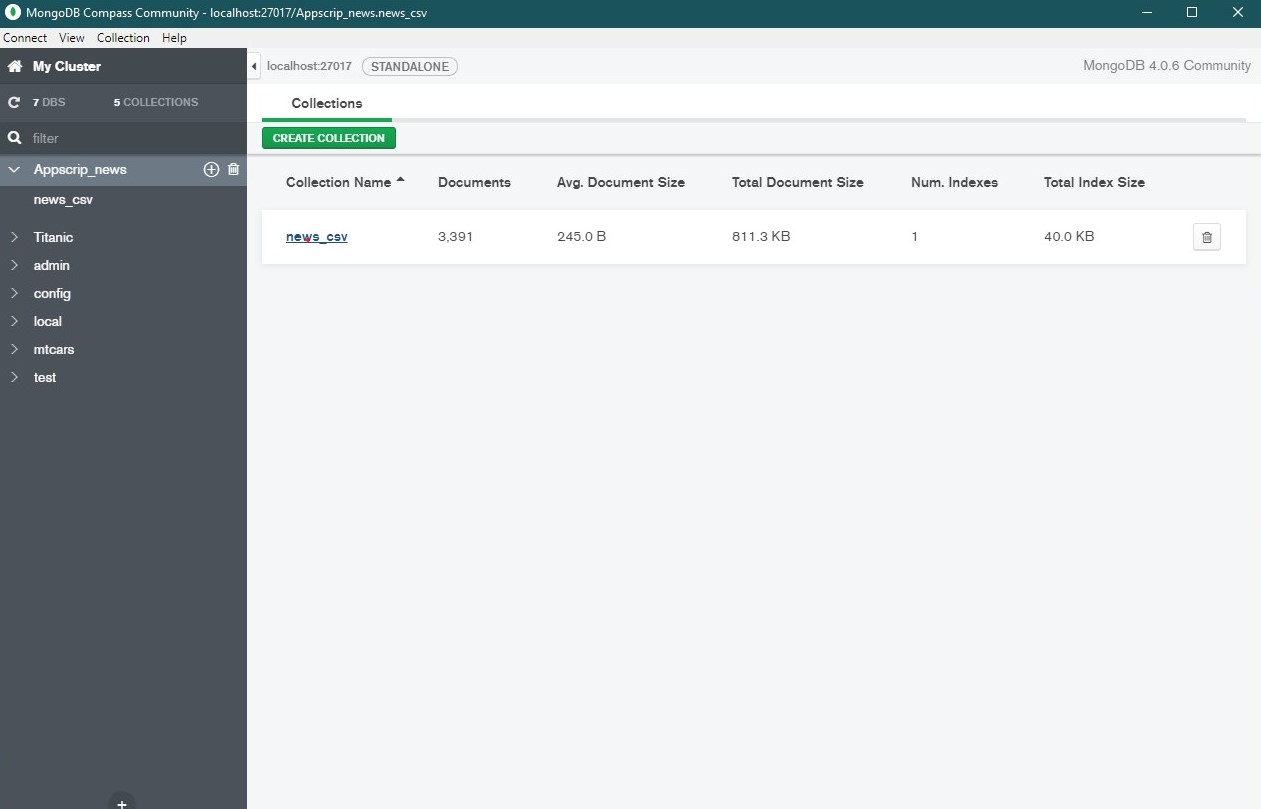 MongoDB Compass Community - localhost:27017/Appscrip_news.news_csv
Connect View Collection Help
My Cluster
7 DBS 5 COLLECTIONS
filter
Appscrip_news
news_csv
Titanic
admin
config
local
mtcars
test
localhost:27017 STANDALONE MongoDB 4.0.6 Community
Collections
CREATE COLLECTION
Collection Name Documents Avg. Document Size Total Document Size Num. Indexes Total Index Size
news_csv 3,391 245.0 B 811.3 KB 1 40.0 KB